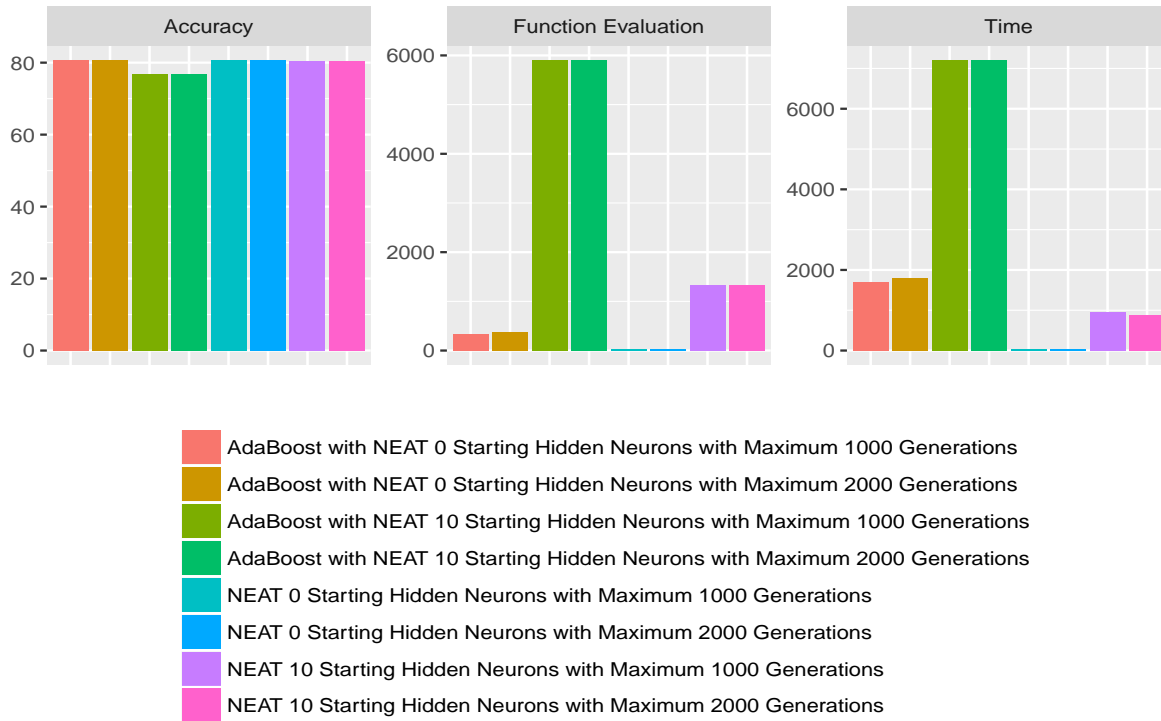 Accuracy
Function Evaluation
Time
80
60
40
20
0
6000
4000
2000
0
6000
4000
2000
0
AdaBoost with NEAT 0 Starting Hidden Neurons with Maximum 1000 Generations
AdaBoost with NEAT 0 Starting Hidden Neurons with Maximum 2000 Generations
AdaBoost with NEAT 10 Starting Hidden Neurons with Maximum 1000 Generations
AdaBoost with NEAT 10 Starting Hidden Neurons with Maximum 2000 Generations
NEAT 0 Starting Hidden Neurons with Maximum 1000 Generations
NEAT 0 Starting Hidden Neurons with Maximum 2000 Generations
NEAT 10 Starting Hidden Neurons with Maximum 1000 Generations
NEAT 10 Starting Hidden Neurons with Maximum 2000 Generations